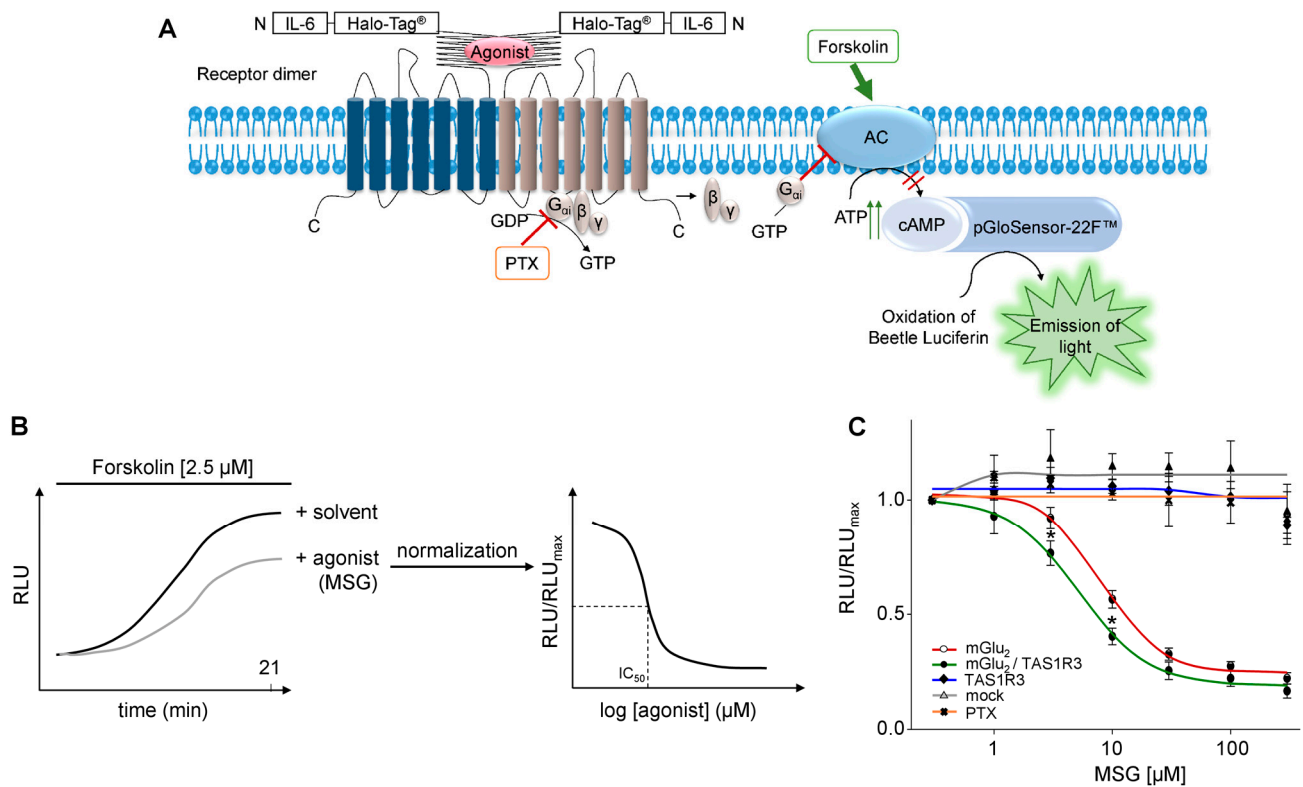 A
N IL-6 Halo-Tag® Halo-Tag® IL-6 N
Agonist
Receptor dimer
Forskolin
AC
C
GDP
Gαi
β
γ
PTX
GTP
C
β
γ
Gαi
GTP
ATP
cAMP
pGloSensor-22F™
Oxidation of
Beetle Luciferin
Emission of
light
B
Forskolin [2.5 µM]
+ solvent
+ agonist
(MSG)
RLU
21
time (min)
normalization
RLU/RLUmax
IC50
log [agonist] (µM)
C
RLU/RLUmax
1.0
0.5
0.0
*
*
mGlu2
mGlu2 / TAS1R3
TAS1R3
mock
PTX
1 10 100
MSG [µM]